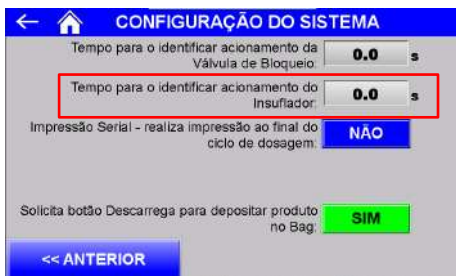 CONFIGURAÇÃO DO SISTEMA
Tempo para o identificar acionamento da
Válvula de Bloqueio: 0.0 s
Tempo para o identificar acionamento do
Insuflador: 0.0 s
Impressão Serial - realiza impressão ao final do
ciclo de dosagem: NÃO
Solicita botão Descarrega para depositar produto
no Bag: SIM
<< ANTERIOR